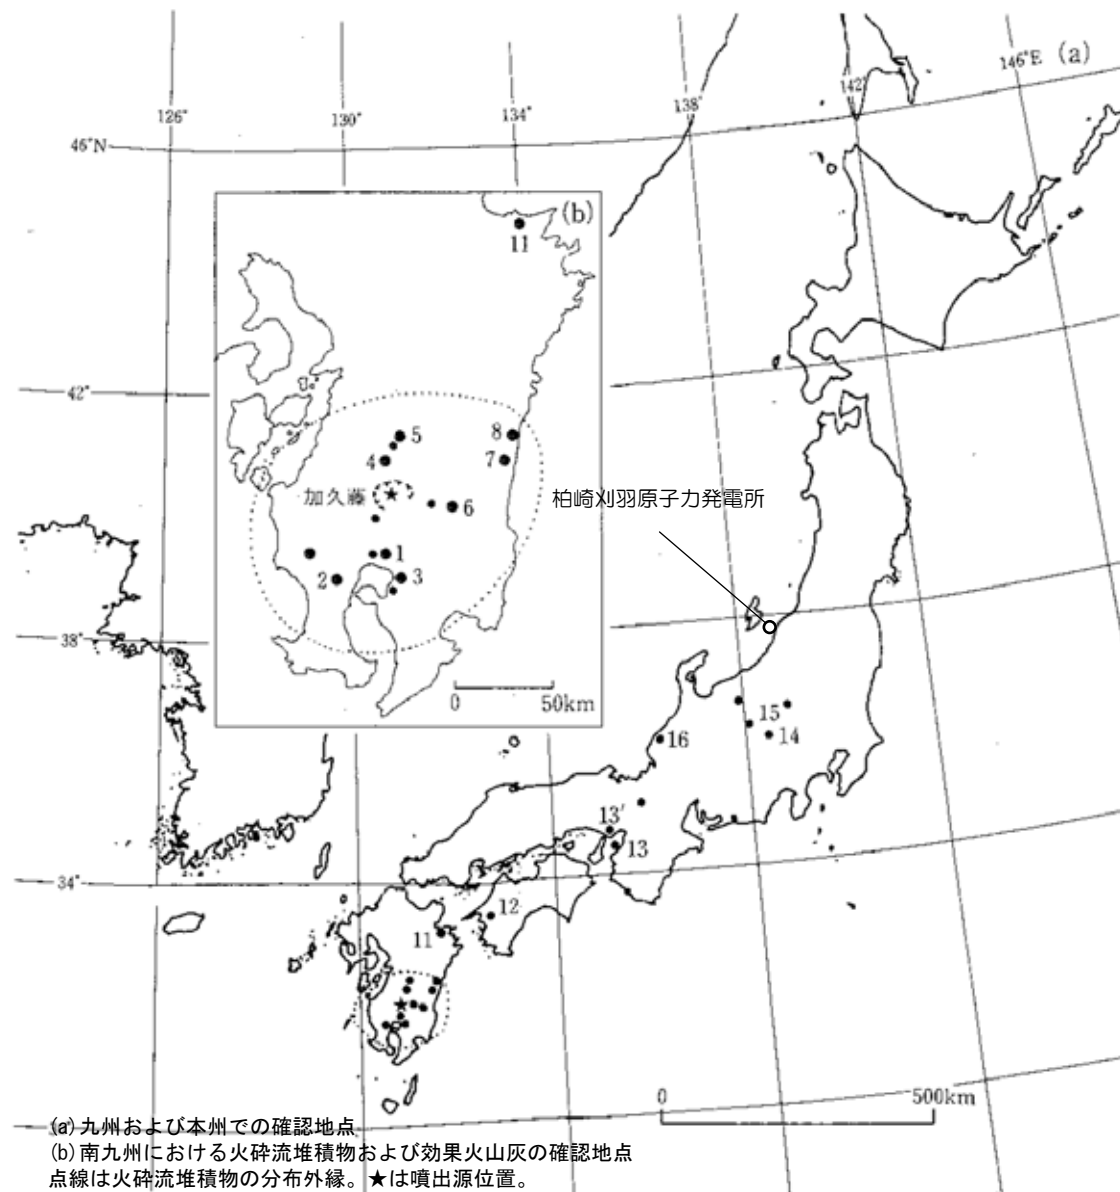 146°E (a)
142°
138°
126°
130°
134°
46°N
(b)
11
42°
5
8
4
7
加久藤
6
柏崎刈羽原子力発電所
1
2
3
38°
0 50km
15
16
14
13′
13
34°
12
11
0 500km
(a)九州および本州での確認地点
(b)南九州における火砕流堆積物および効果火山灰の確認地点
点線は火砕流堆積物の分布外縁。★は噴出源位置。